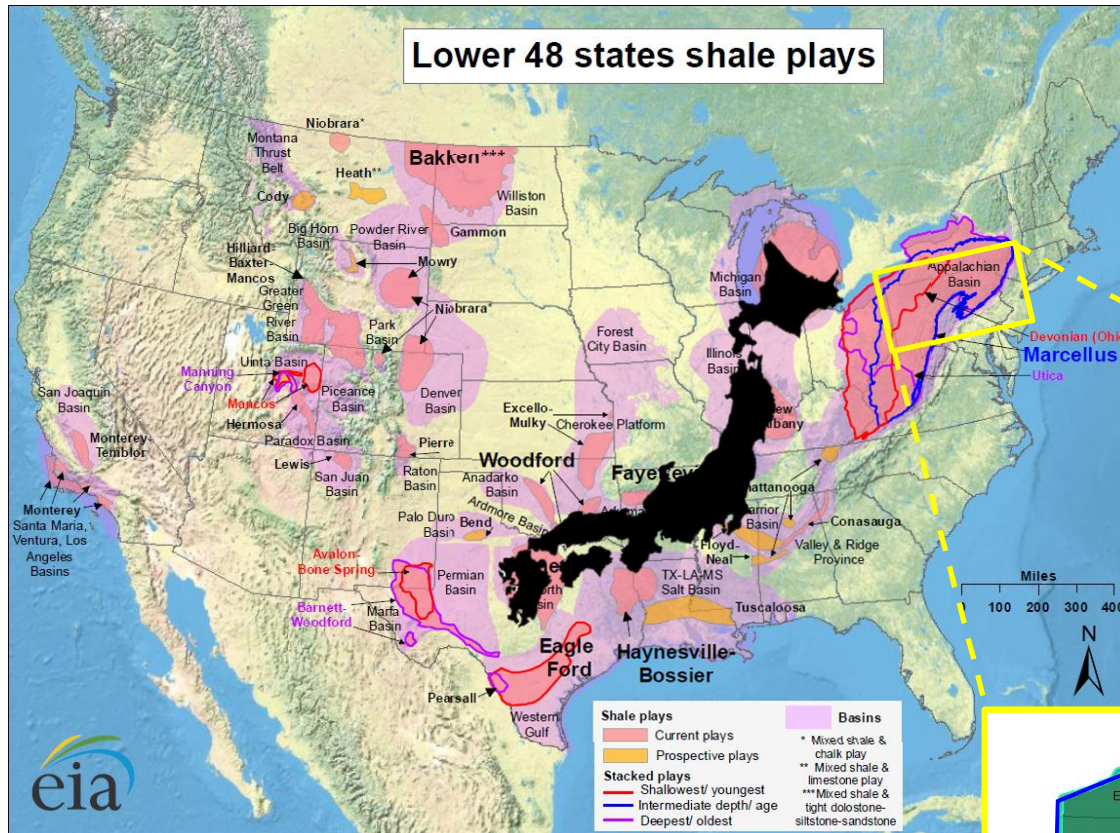 Lower 48 states shale plays
Niobrara*
Montana
Thrust
Belt
Bakken***
Heath**
Cody
Williston
Basin
Big Horn
Basin
Powder River
Basin
Gammon
Hilliard-
Baxter-
Mancos
Mowry
Greater
Green
River
Basin
Niobrara*
Park
Basin
Michigan
Basin
Appalachian
Basin
Forest
City Basin
Illinois
Basin
Devonian
Marcellus
Utica
Uinta Basin
Manning
Canyon
Mancos
Piceance
Basin
Denver
Basin
San Joaquin
Basin
Hermosa
Paradox Basin
Excello-
Mulky
Cherokee Platform
Albany
Monterey-
Temblor
Lewis
San Juan
Basin
Pierre
Raton
Basin
Woodford
Anadarko
Basin
Ardmore Basin
Monterey
Santa Maria,
Ventura, Los
Angeles
Basins
Palo Duro
Basin
Bend
Basin
Floyd-
Neal
Conasauga
Valley & Ridge
Province
Avalon-
Bone Spring
Permian
Basin
TX-LA-MS
Salt Basin
Tuscaloosa
Barnett-
Woodford
Marfa
Basin
Eagle
Ford
Haynesville-
Bossier
Pearsall
Western
Gulf
Miles
0 100 200 300
N
Shale plays
Current plays
Prospective plays
Stacked plays
Shallowest/ youngest
Intermediate depth/ age
Deepest/ oldest
Basins
* Mixed shale &
chalk play
** Mixed shale &
limestone play
***Mixed shale &
tight dolostone-
siltstone-sandstone
eia